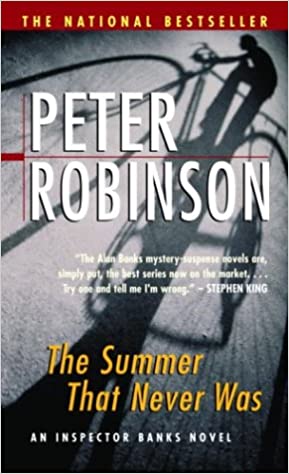 THE NATIONAL BESTSELLER
PETER
ROBINSON
"The Alan Banks mystery-suspense novels are,
simply put, the best series now on the market. . . .
Try one and tell me I'm wrong." – STEPHEN KING
The Summer
That Never Was
AN INSPECTOR BANKS NOVEL